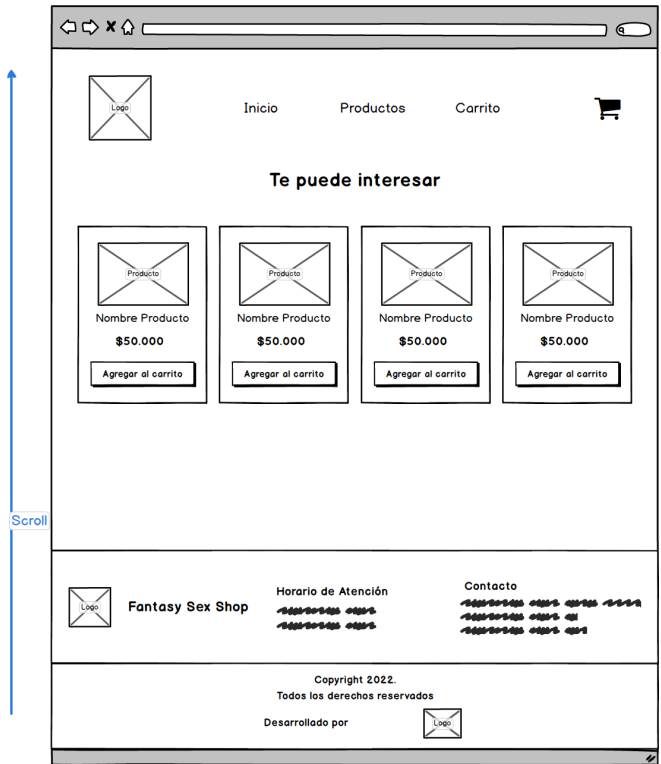 Logo
Inicio
Productos
Carrito
Te puede interesar
Producto
Nombre Producto
$50.000
Agregar al carrito
Producto
Nombre Producto
$50.000
Agregar al carrito
Producto
Nombre Producto
$50.000
Agregar al carrito
Producto
Nombre Producto
$50.000
Agregar al carrito
Scroll
Logo
Fantasy Sex Shop
Horario de Atención
Contacto
Copyright 2022.
Todos los derechos reservados
Desarrollado por
Logo